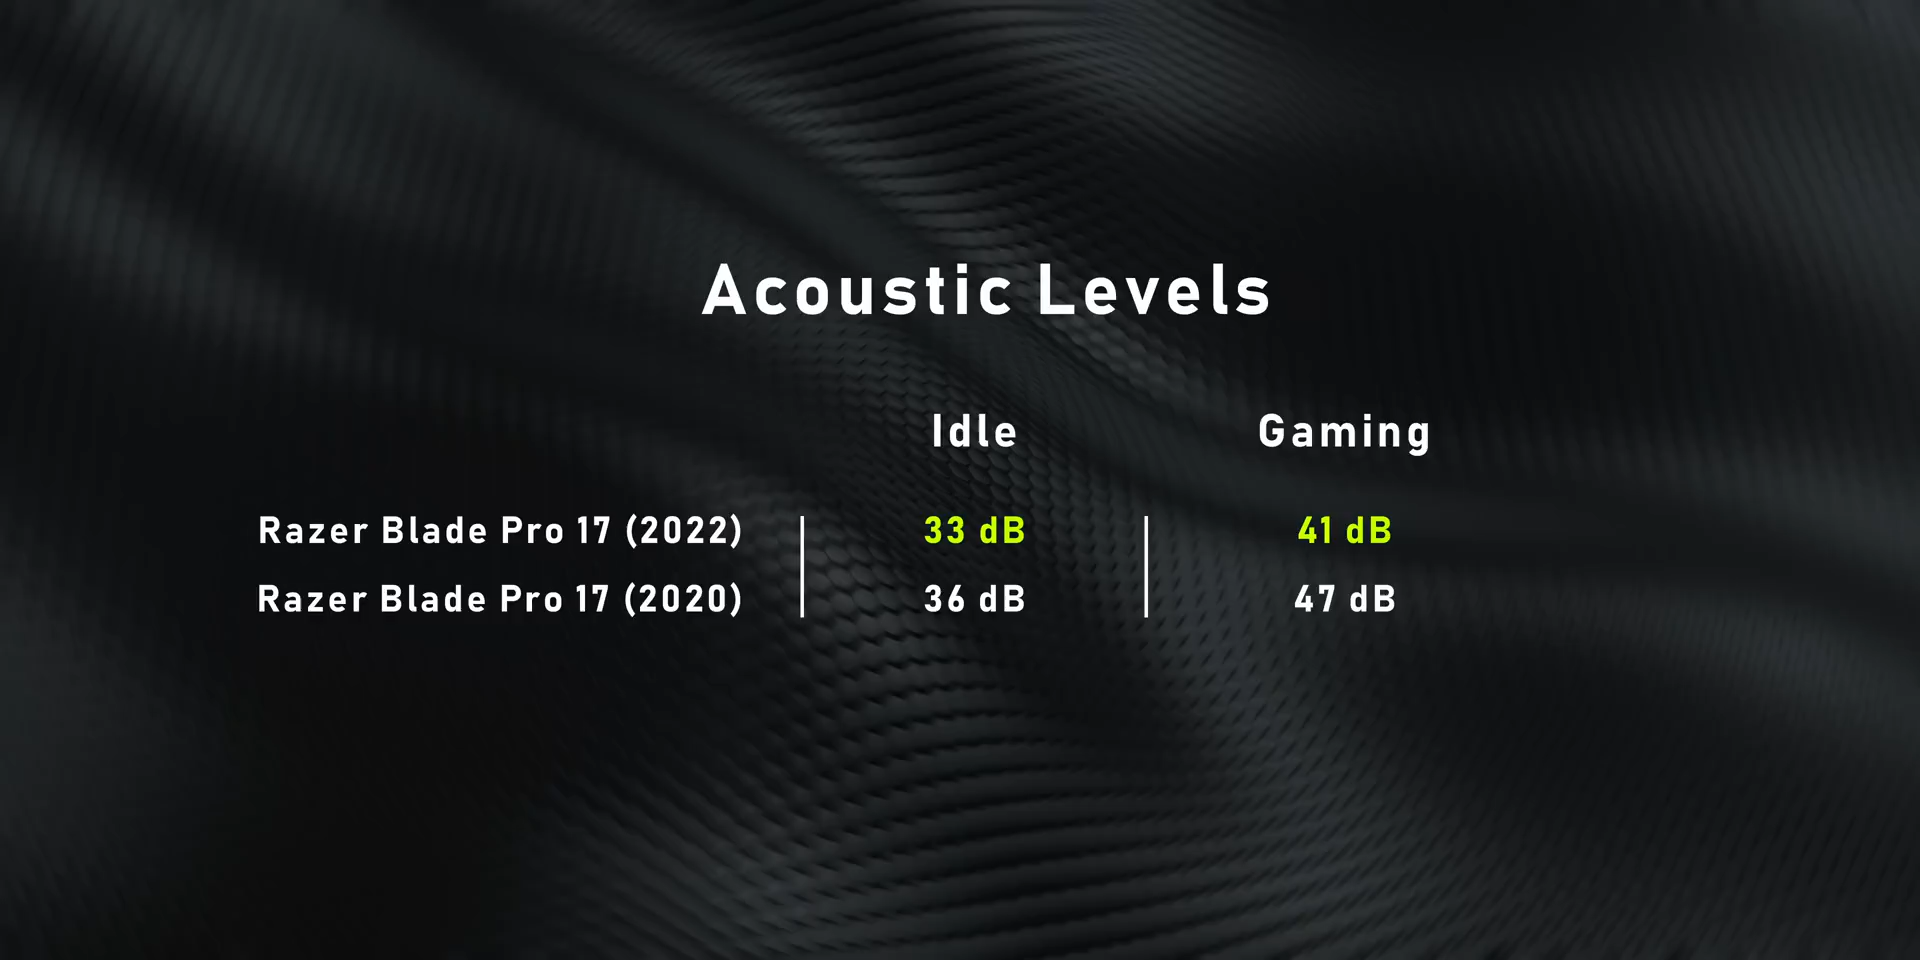 Acoustic Levels
Idle Gaming
Razer Blade Pro 17 (2022) 33 dB 41 dB
Razer Blade Pro 17 (2020) 36 dB 47 dB